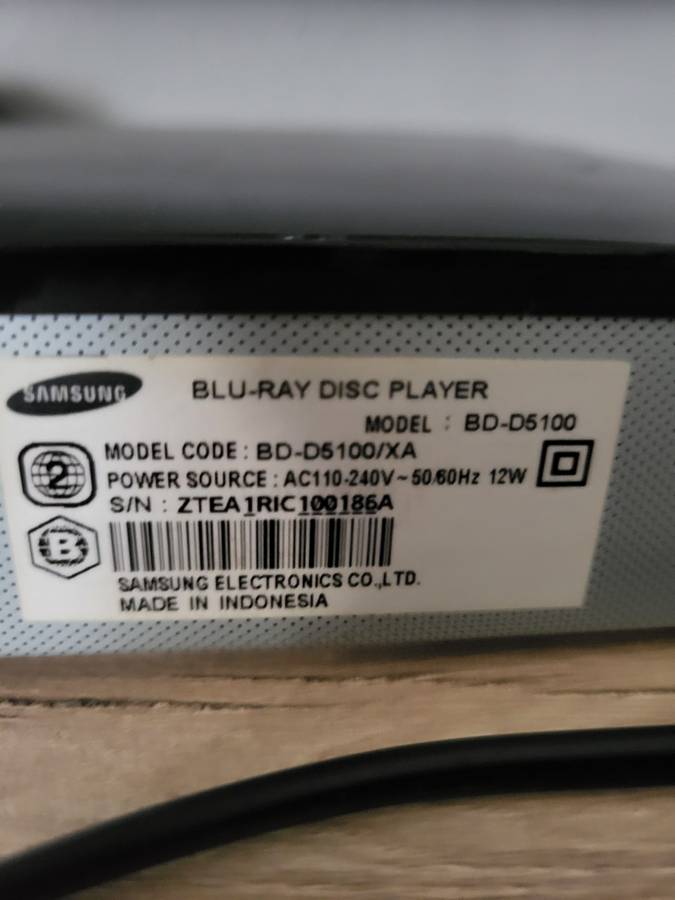 SAMSUNG
BLU-RAY DISC PLAYER
MODEL : BD-D5100
2
MODEL CODE : BD-D5100/XA
POWER SOURCE : AC110-240V ~ 50/60Hz 12W
S/N : ZTEA1RIC100186A
B
SAMSUNG ELECTRONICS CO.,LTD.
MADE IN INDONESIA